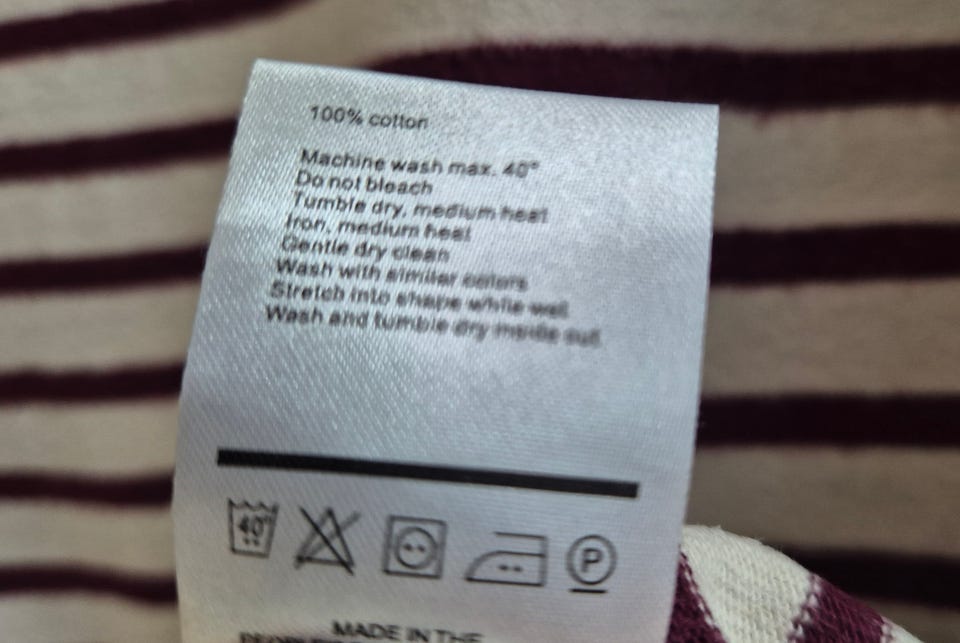 100% cotton
Machine wash max. 40°
Do not bleach
Tumble dry, medium heat
Iron, medium heat
Gentle dry clean
Wash with similar colors
Stretch into shape while wet
Wash and tumble dry inside out
40°
P
MADE IN THE